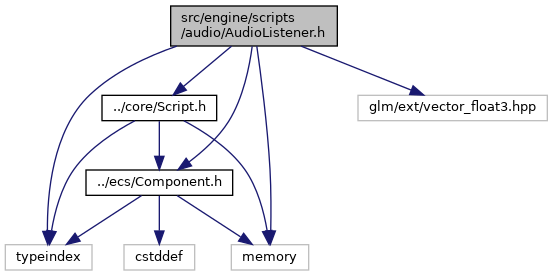 src/engine/scripts
/audio/AudioListener.h
../core/Script.h
glm/ext/vector_float3.hpp
../ecs/Component.h
typeindex
cstddef
memory